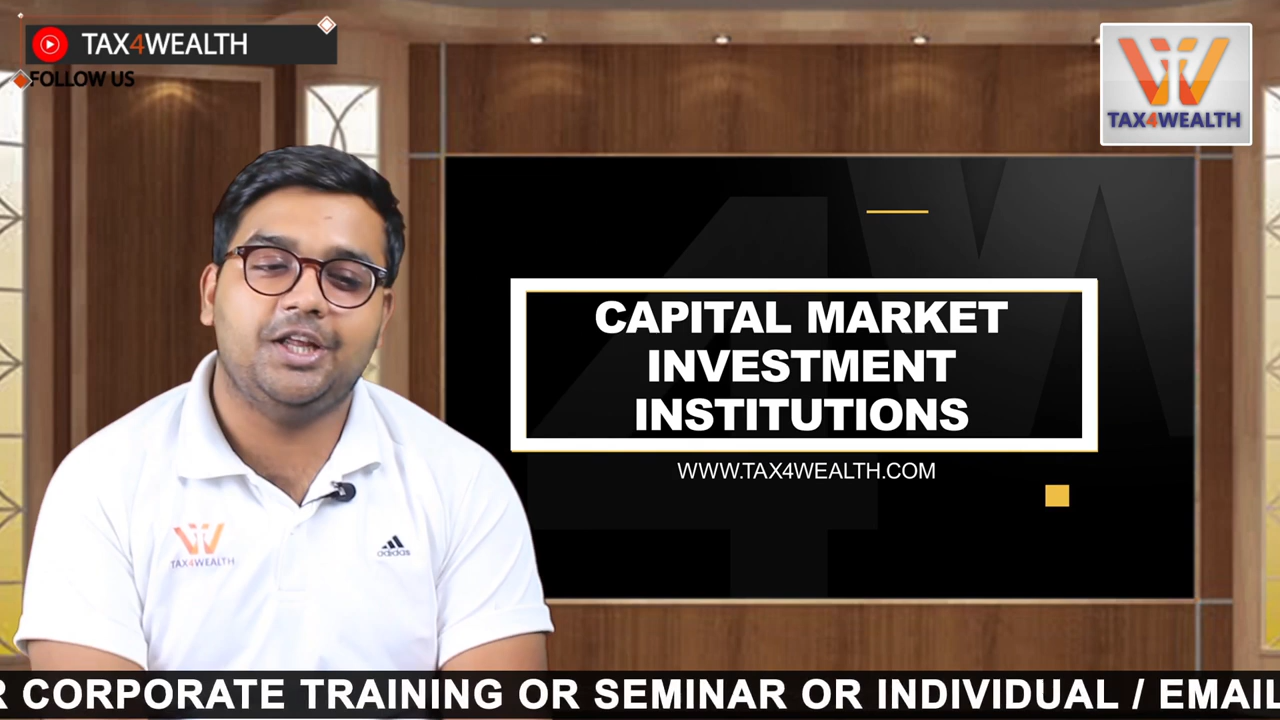 TAX4WEALTH
FOLLOW US
TAX4WEALTH
CAPITAL MARKET
INVESTMENT
INSTITUTIONS
WWW.TAX4WEALTH.COM
TAX4WEALTH
adidas
R CORPORATE TRAINING OR SEMINAR OR INDIVIDUAL / EMAIL